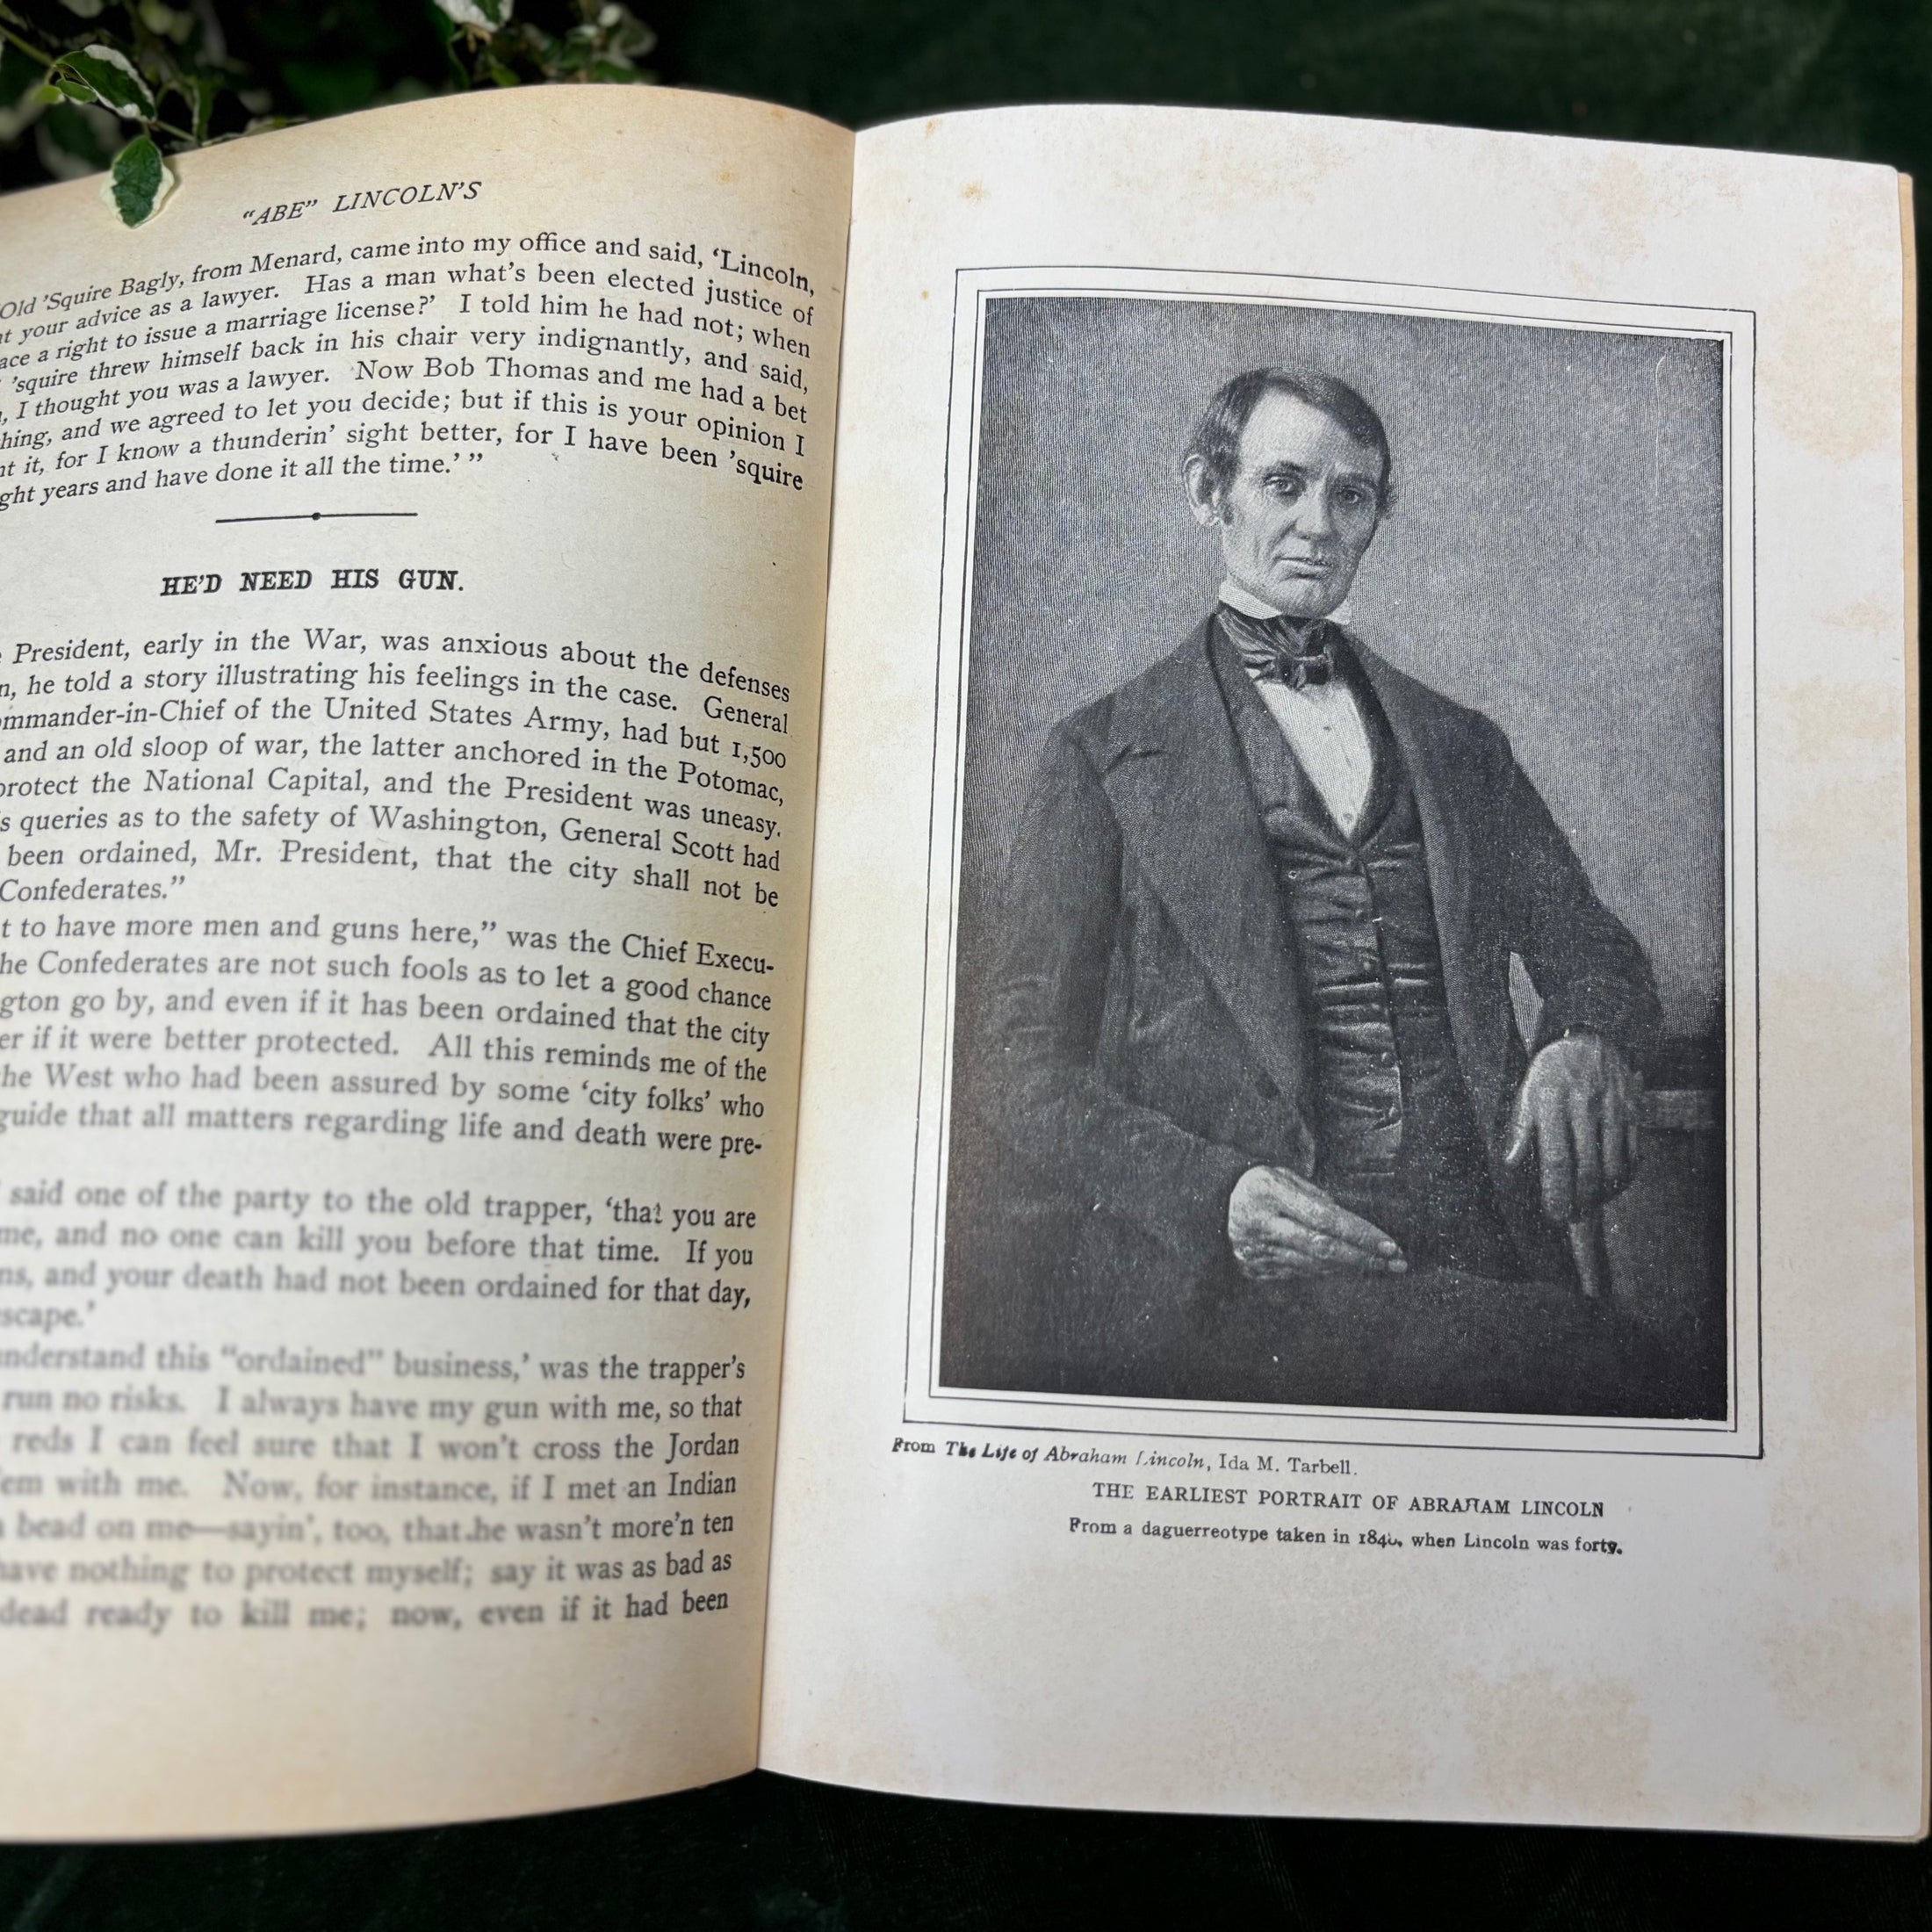 "ABE" LINCOLN'S
Old 'Squire Bagly, from Menard, came into my office and said, 'Lincoln,
your advice as a lawyer. Has a man what's been elected justice of
a right to issue a marriage license?' I told him he had not; when
'squire threw himself back in his chair very indignantly, and said,
I thought you was a lawyer. Now Bob Thomas and me had a bet
and we agreed to let you decide; but if this is your opinion I
it, for I know a thunderin' sight better, for I have been 'squire
years and have done it all the time.' "
HE'D NEED HIS GUN.
President, early in the War, was anxious about the defenses
he told a story illustrating his feelings in the case. General
ommander-in-Chief of the United States Army, had but 1,500
and an old sloop of war, the latter anchored in the Potomac,
protect the National Capital, and the President was uneasy.
s queries as to the safety of Washington, General Scott had
been ordained, Mr. President, that the city shall not be
Confederates."
t to have more men and guns here," was the Chief Execu-
he Confederates are not such fools as to let a good chance
gton go by, and even if it has been ordained that the city
er if it were better protected. All this reminds me of the
he West who had been assured by some 'city folks' who
guide that all matters regarding life and death were pre-
said one of the party to the old trapper, 'that you are
me, and no one can kill you before that time. If you
ns, and your death had not been ordained for that day,
scape.'
nderstand this "ordained" business,' was the trapper's
run no risks. I always have my gun with me, so that
reds I can feel sure that I won't cross the Jordan
em with me. Now, for instance, if I met an Indian
bead on me—sayin', too, that he wasn't more'n ten
have nothing to protect myself; say it was as bad as
dead ready to kill me; now, even if it had been
From The Life of Abraham Lincoln, Ida M. Tarbell.
THE EARLIEST PORTRAIT OF ABRAHAM LINCOLN
From a daguerreotype taken in when Lincoln was forty.